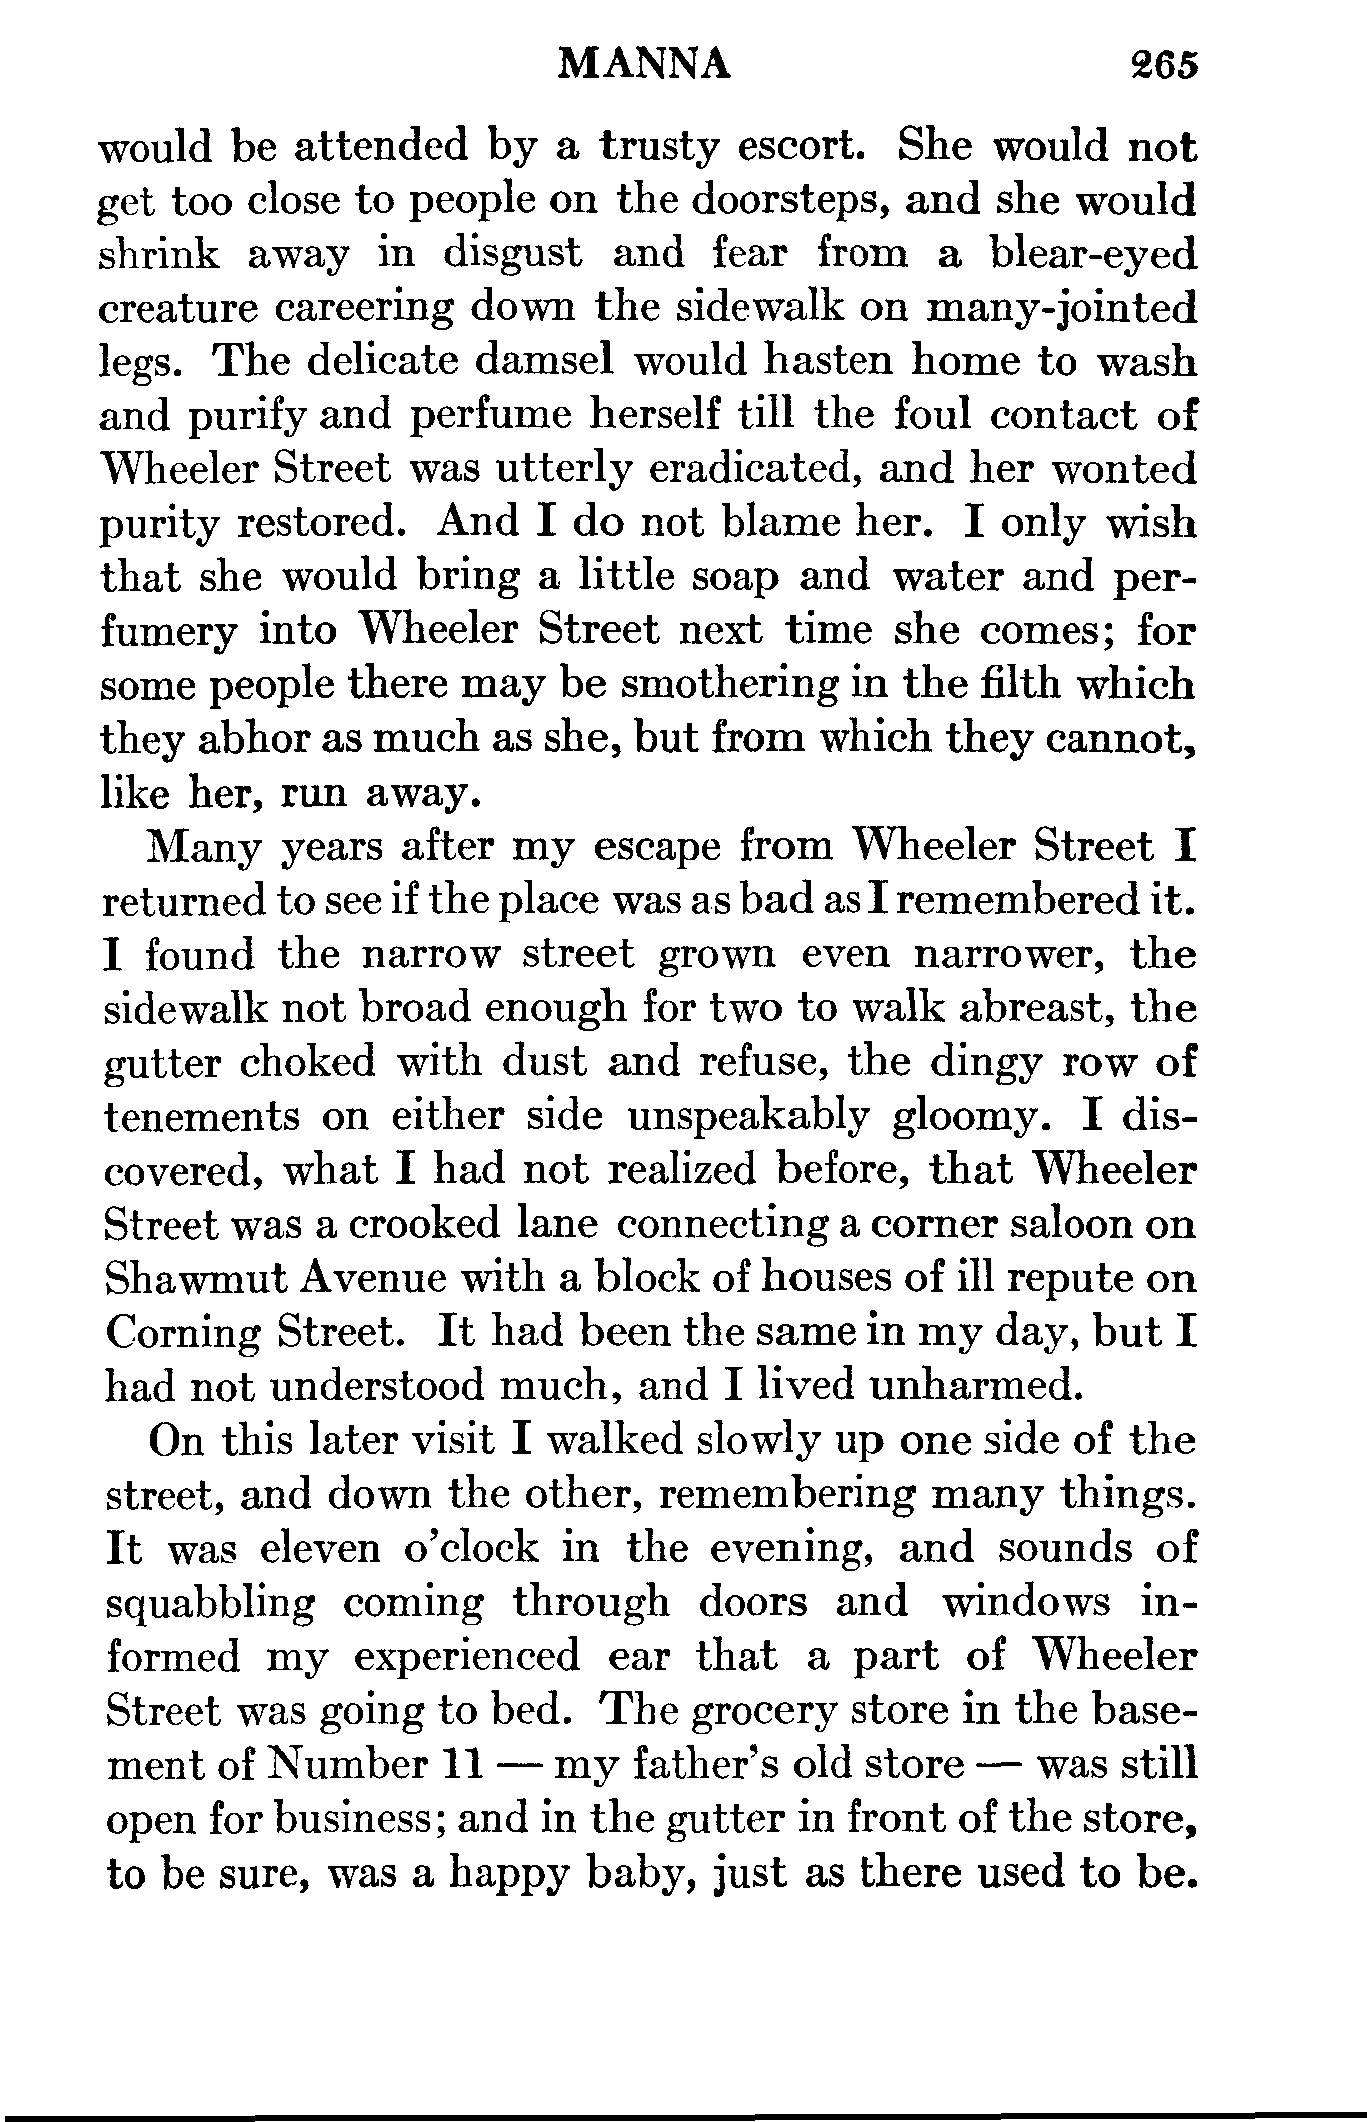 MANNA 265
would be attended by a trusty escort. She would not
get too close to people on the doorsteps, and she would
shrink away in disgust and fear from a blear-eyed
creature careering down the sidewalk on many-jointed
legs. The delicate damsel would hasten home to wash
and purify and perfume herself till the foul contact of
Wheeler Street was utterly eradicated, and her wonted
purity restored. And I do not blame her. I only wish
that she would bring a little soap and water and per-
fumery into Wheeler Street next time she comes; for
some people there may be smothering in the filth which
they abhor as much as she, but from which they cannot,
like her, run away.
Many years after my escape from Wheeler Street I
returned to see if the place was as bad as I remembered it.
I found the narrow street grown even narrower, the
sidewalk not broad enough for two to walk abreast, the
gutter choked with dust and refuse, the dingy row of
tenements on either side unspeakably gloomy. I dis-
covered, what I had not realized before, that Wheeler
Street was a crooked lane connecting a corner saloon on
Shawmut Avenue with a block of houses of ill repute on
Corning Street. It had been the same in my day, but I
had not understood much, and I lived unharmed.
On this later visit I walked slowly up one side of the
street, and down the other, remembering many things.
It was eleven o'clock in the evening, and sounds of
squabbling coming through doors and windows in-
formed my experienced ear that a part of Wheeler
Street was going to bed. The grocery store in the base-
ment of Number 11 — my father's old store — was still
open for business; and in the gutter in front of the store,
to be sure, was a happy baby, just as there used to be.